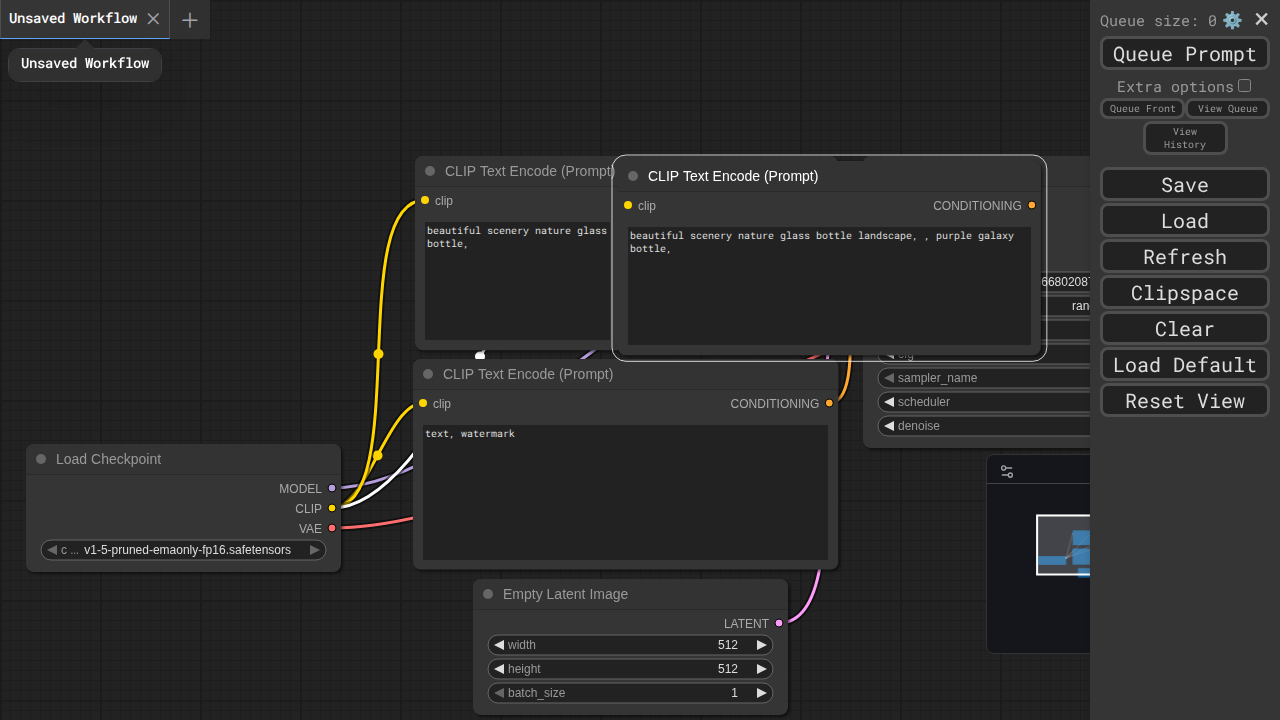 Unsaved Workflow
Unsaved Workflow
Queue size: 0
Queue Prompt
Extra options
Queue Front
View Queue
View
History
Save
Load
Refresh
Clipspace
Clear
Load Default
Reset View
CLIP Text Encode (Prompt)
clip
beautiful scenery nature glass
bottle,
CLIP Text Encode (Prompt)
clip
CONDITIONING
beautiful scenery nature glass bottle landscape, , purple galaxy
bottle,
CLIP Text Encode (Prompt)
clip
CONDITIONING
text, watermark
sampler_name
scheduler
denoise
Load Checkpoint
MODEL
CLIP
VAE
c ... v1-5-pruned-emaonly-fp16.safetensors
Empty Latent Image
LATENT
width 512
height 512
batch_size 1